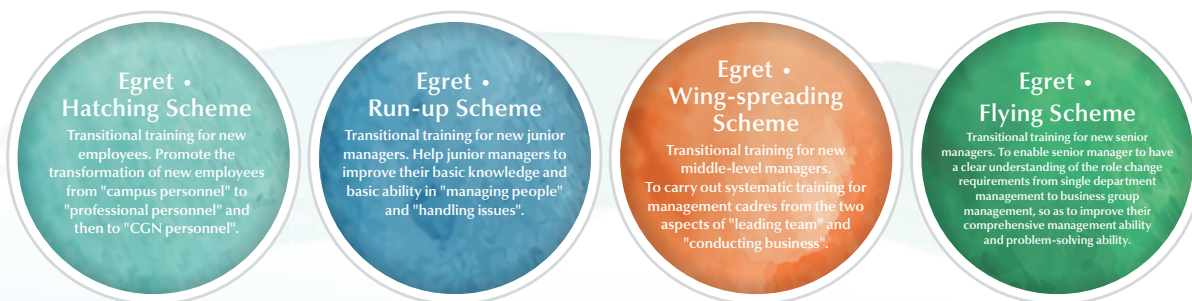 Egret •
Hatching Scheme
Transitional training for new
employees. Promote the
transformation of new employees
from "campus personnel" to
"professional personnel" and
then to "CGN personnel".
Egret •
Run-up Scheme
Transitional training for new junior
managers. Help junior managers to
improve their basic knowledge and
basic ability in "managing people"
and "handling issues".
Egret •
Wing-spreading
Scheme
Transitional training for new
middle-level managers.
To carry out systematic training for
management cadres from the two
aspects of "leading team" and
"conducting business".
Egret •
Flying Scheme
Transitional training for new senior
managers. To enable senior manager to have
a clear understanding of the role change
requirements from single department
management to business group
management, so as to improve their
comprehensive management ability
and problem-solving ability.